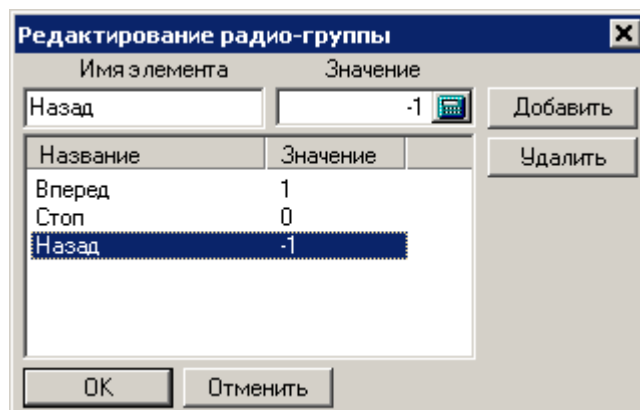 Редактирование радио-группы
Имя элемента Значение
Назад -1 Добавить
Название Значение Удалить
Вперед 1
Стоп 0
Назад -1
OK Отменить